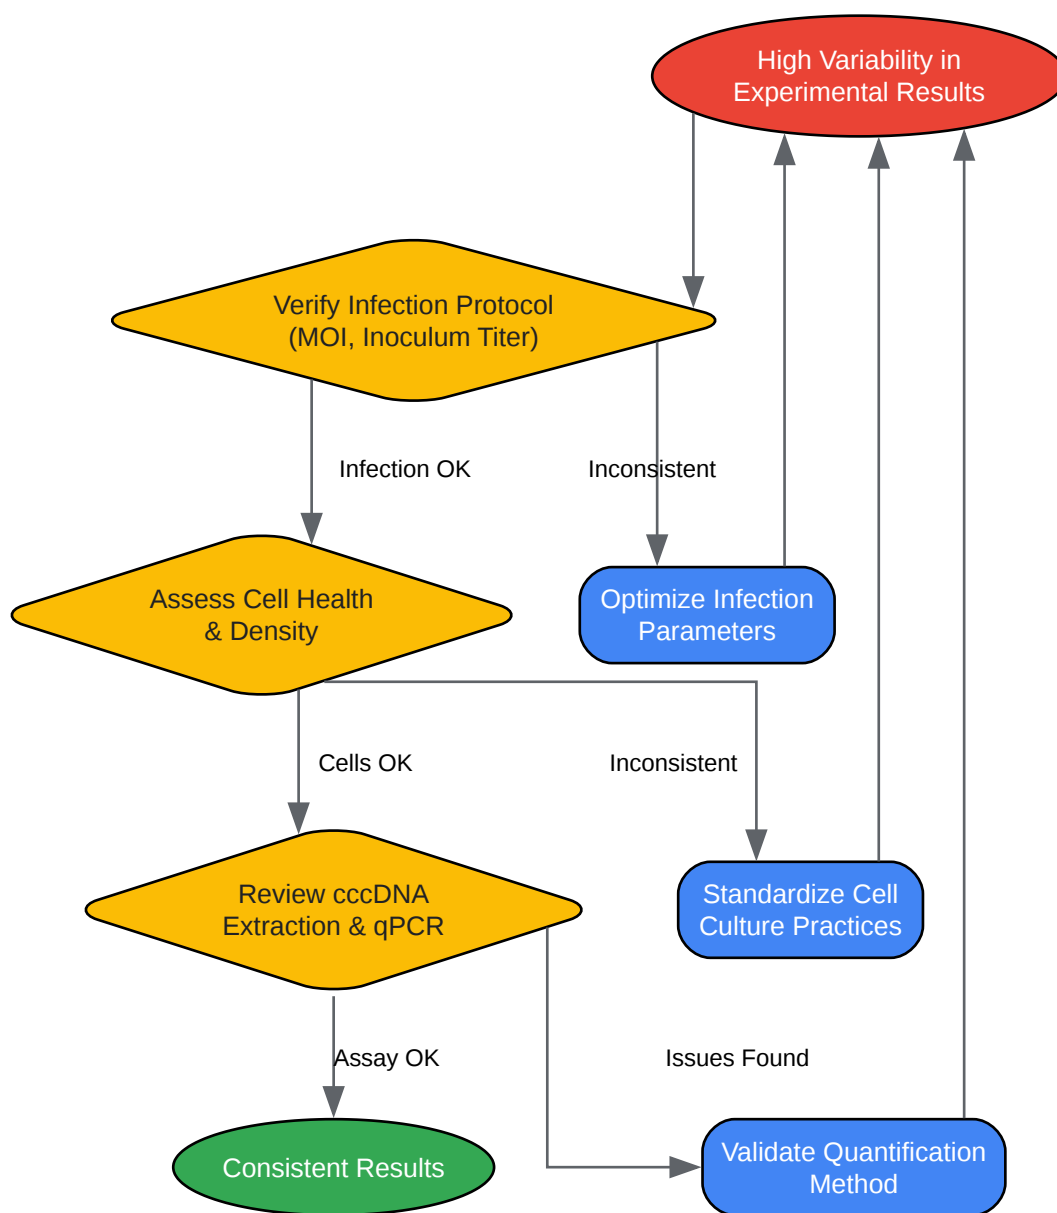 High Variability in
Experimental Results
Verify Infection Protocol
(MOI, Inoculum Titer)
Infection OK
Inconsistent
Assess Cell Health
& Density
Optimize Infection
Parameters
Cells OK
Inconsistent
Review cccDNA
Extraction & qPCR
Standardize Cell
Culture Practices
Assay OK
Issues Found
Consistent Results
Validate Quantification
Method